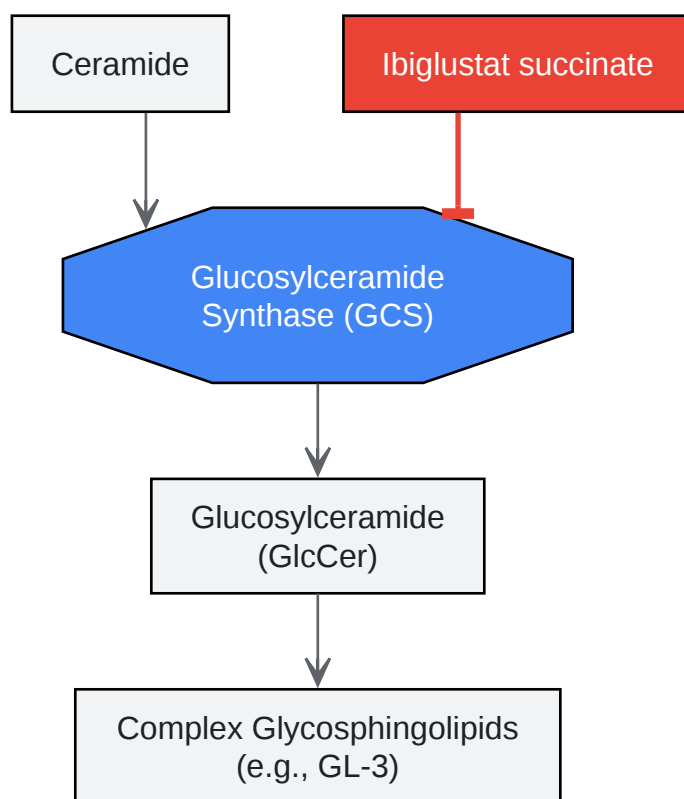 Ceramide
Ibiglustat succinate
Glucosylceramide
Synthase (GCS)
Glucosylceramide
(GlcCer)
Complex Glycosphingolipids
(e.g., GL-3)